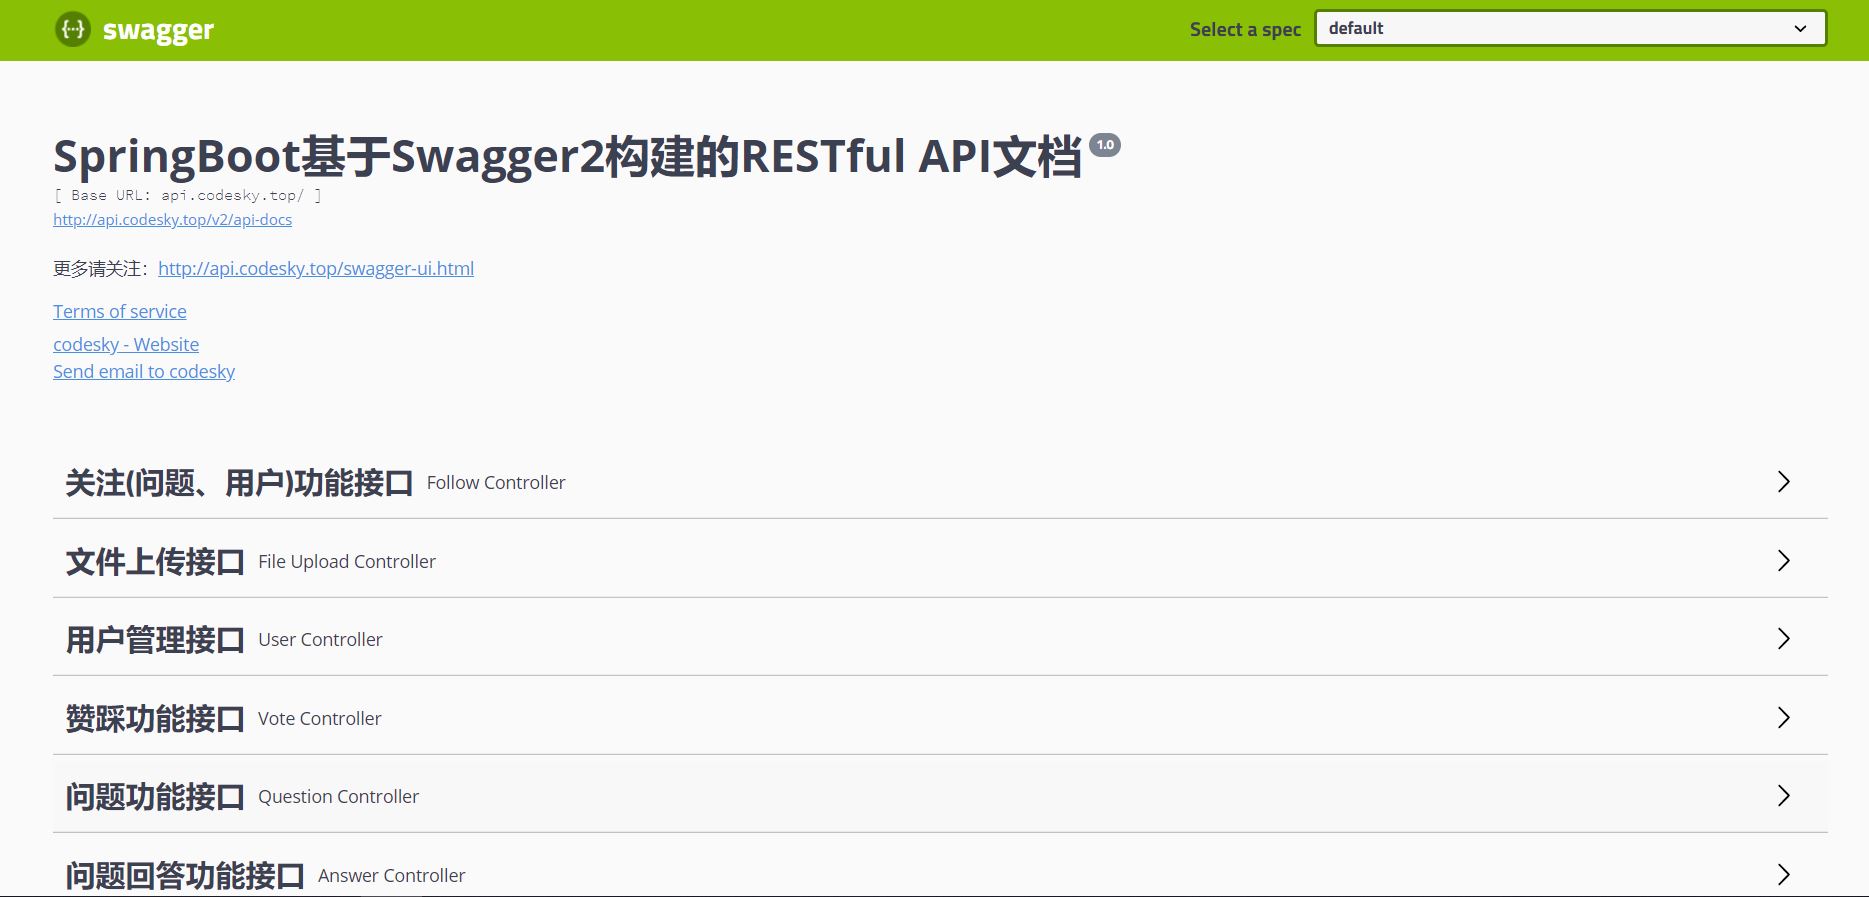 swagger
Select a spec default
SpringBoot基于Swagger2构建的RESTful API文档 1.0
[ Base URL: api.codesky.top/ ]
http://api.codesky.top/v2/api-docs
更多请关注：http://api.codesky.top/swagger-ui.html
Terms of service
codesky - Website
Send email to codesky
关注(问题、用户)功能接口 Follow Controller
文件上传接口 File Upload Controller
用户管理接口 User Controller
赞踩功能接口 Vote Controller
问题功能接口 Question Controller
问题回答功能接口 Answer Controller